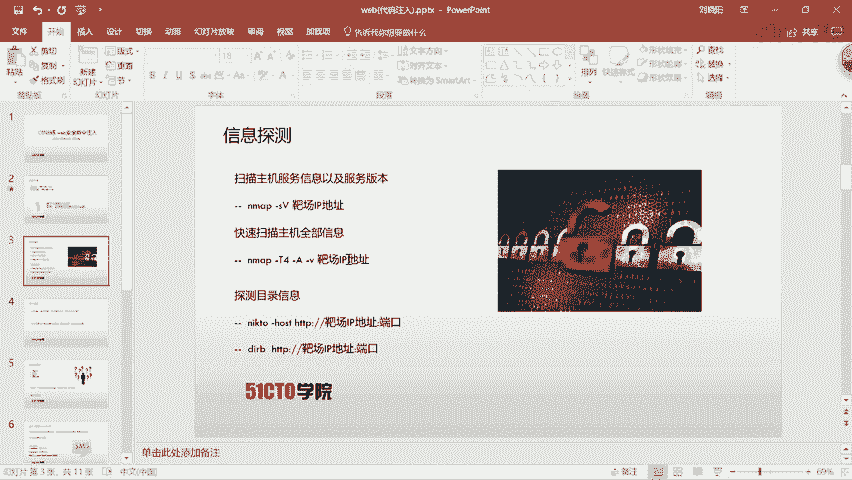 web(代码注入).pptx - PowerPoint
刘晓阳
文件 开始 插入 设计 切换 动画 幻灯片放映 审阅 视图 加载项 告诉我你想要做什么 共享
剪切
复制
格式刷
粘贴
新建
幻灯片
版式
重置
节
18
文字方向
对齐文本
转换为 SmartArt
排列
快速样式
形状填充
形状轮廓
形状效果
查找
替换
选择
剪贴板 幻灯片 字体 段落 绘图 编辑
1
2
3
4
5
6
信息探测
扫描主机服务信息以及服务版本
-- nmap -sV 靶场IP地址
快速扫描主机全部信息
-- nmap -T4 -A -v 靶场IP地址
探测目录信息
-- nikto -host http://靶场IP地址:端口
-- dirb http://靶场IP地址:端口
51CTO学院
单击此处添加备注
幻灯片 第 3 张，共 11 张 中文(中国) 备注 69%